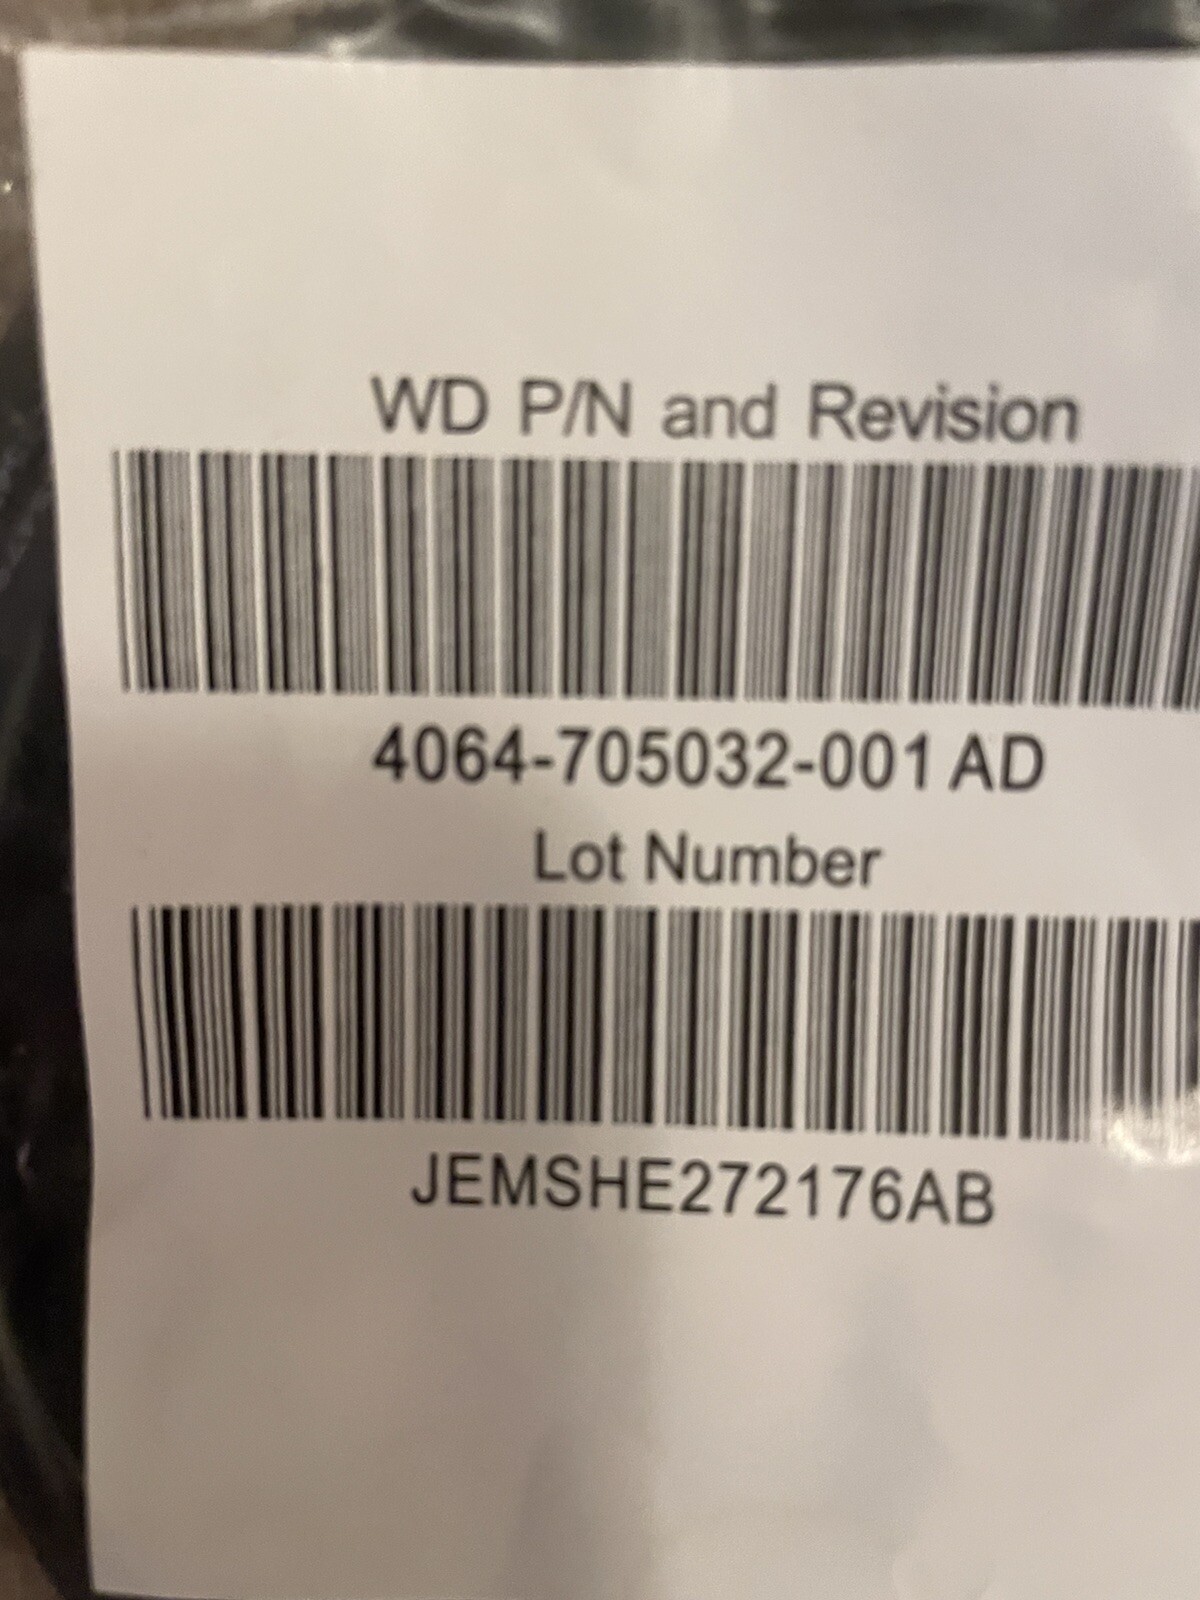 WD P/N and Revision
4064-705032-001 AD
Lot Number
JEMSHE272176AB